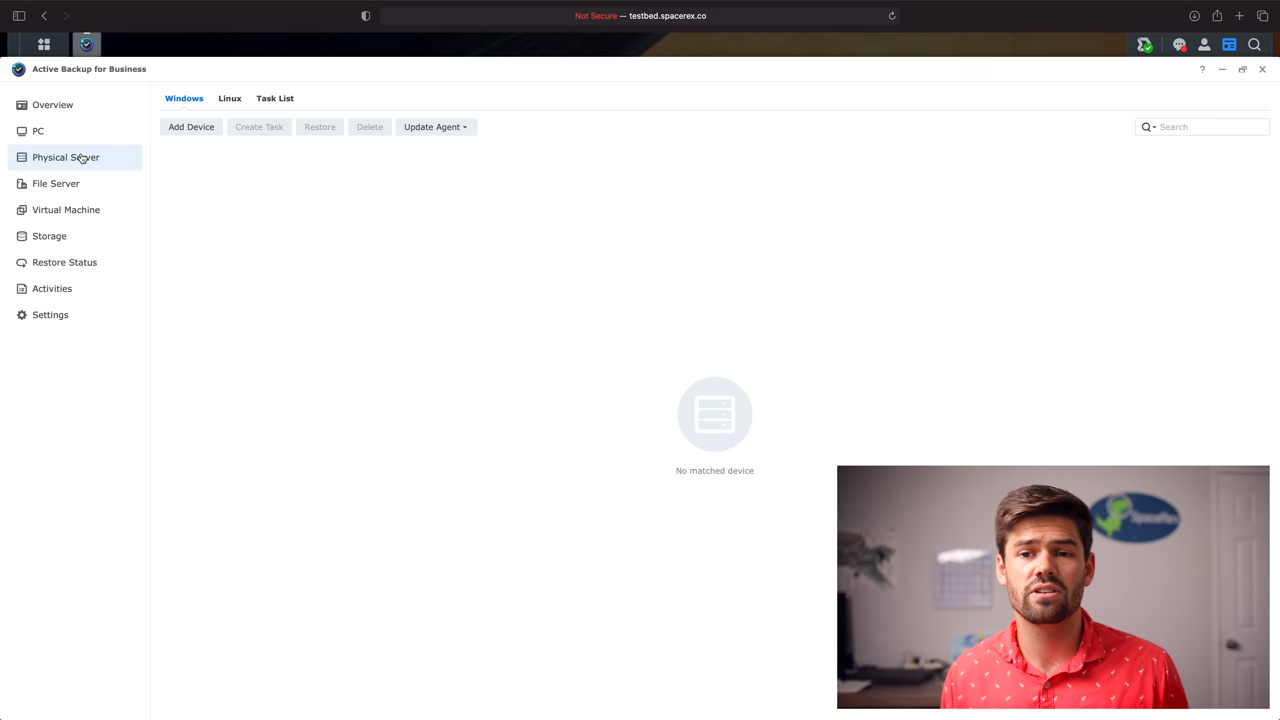 Not Secure — testbed.spacerex.co
Active Backup for Business
Overview
PC
Physical Server
File Server
Virtual Machine
Storage
Restore Status
Activities
Settings
Windows Linux Task List
Add Device Create Task Restore Delete Update Agent
Search
No matched device
SpaceRex